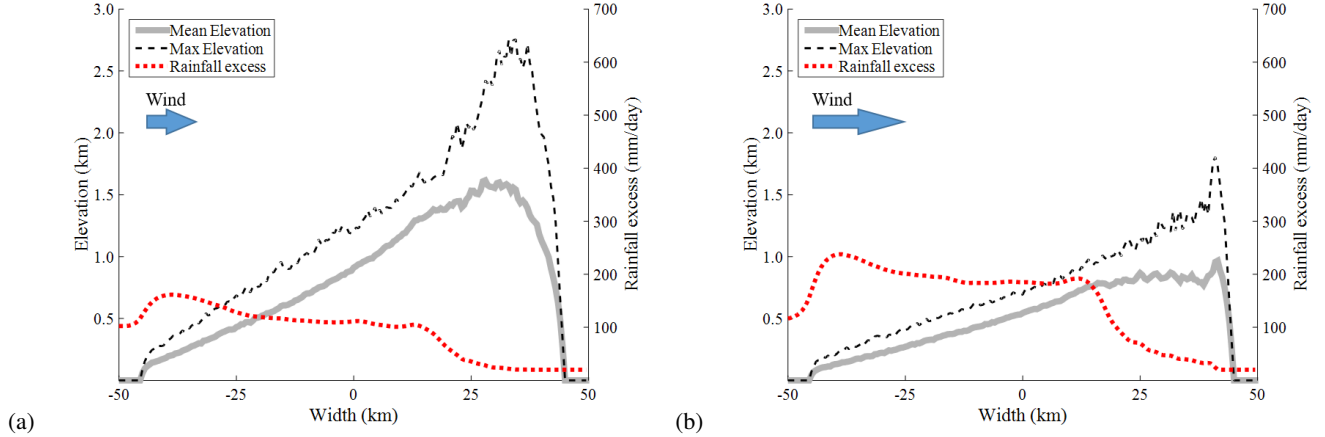 3.0
2.5
2.0
1.5
1.0
0.5
700
600
500
400
300
200
100
Mean Elevation
Max Elevation
Rainfall excess
Wind
Elevation (km)
Rainfall excess (mm/day)
-50
-25
0
25
50
Width (km)
(a)
3.0
2.5
2.0
1.5
1.0
0.5
700
600
500
400
300
200
100
Mean Elevation
Max Elevation
Rainfall excess
Wind
Elevation (km)
Rainfall excess (mm/day)
-50
-25
0
25
50
Width (km)
(b)